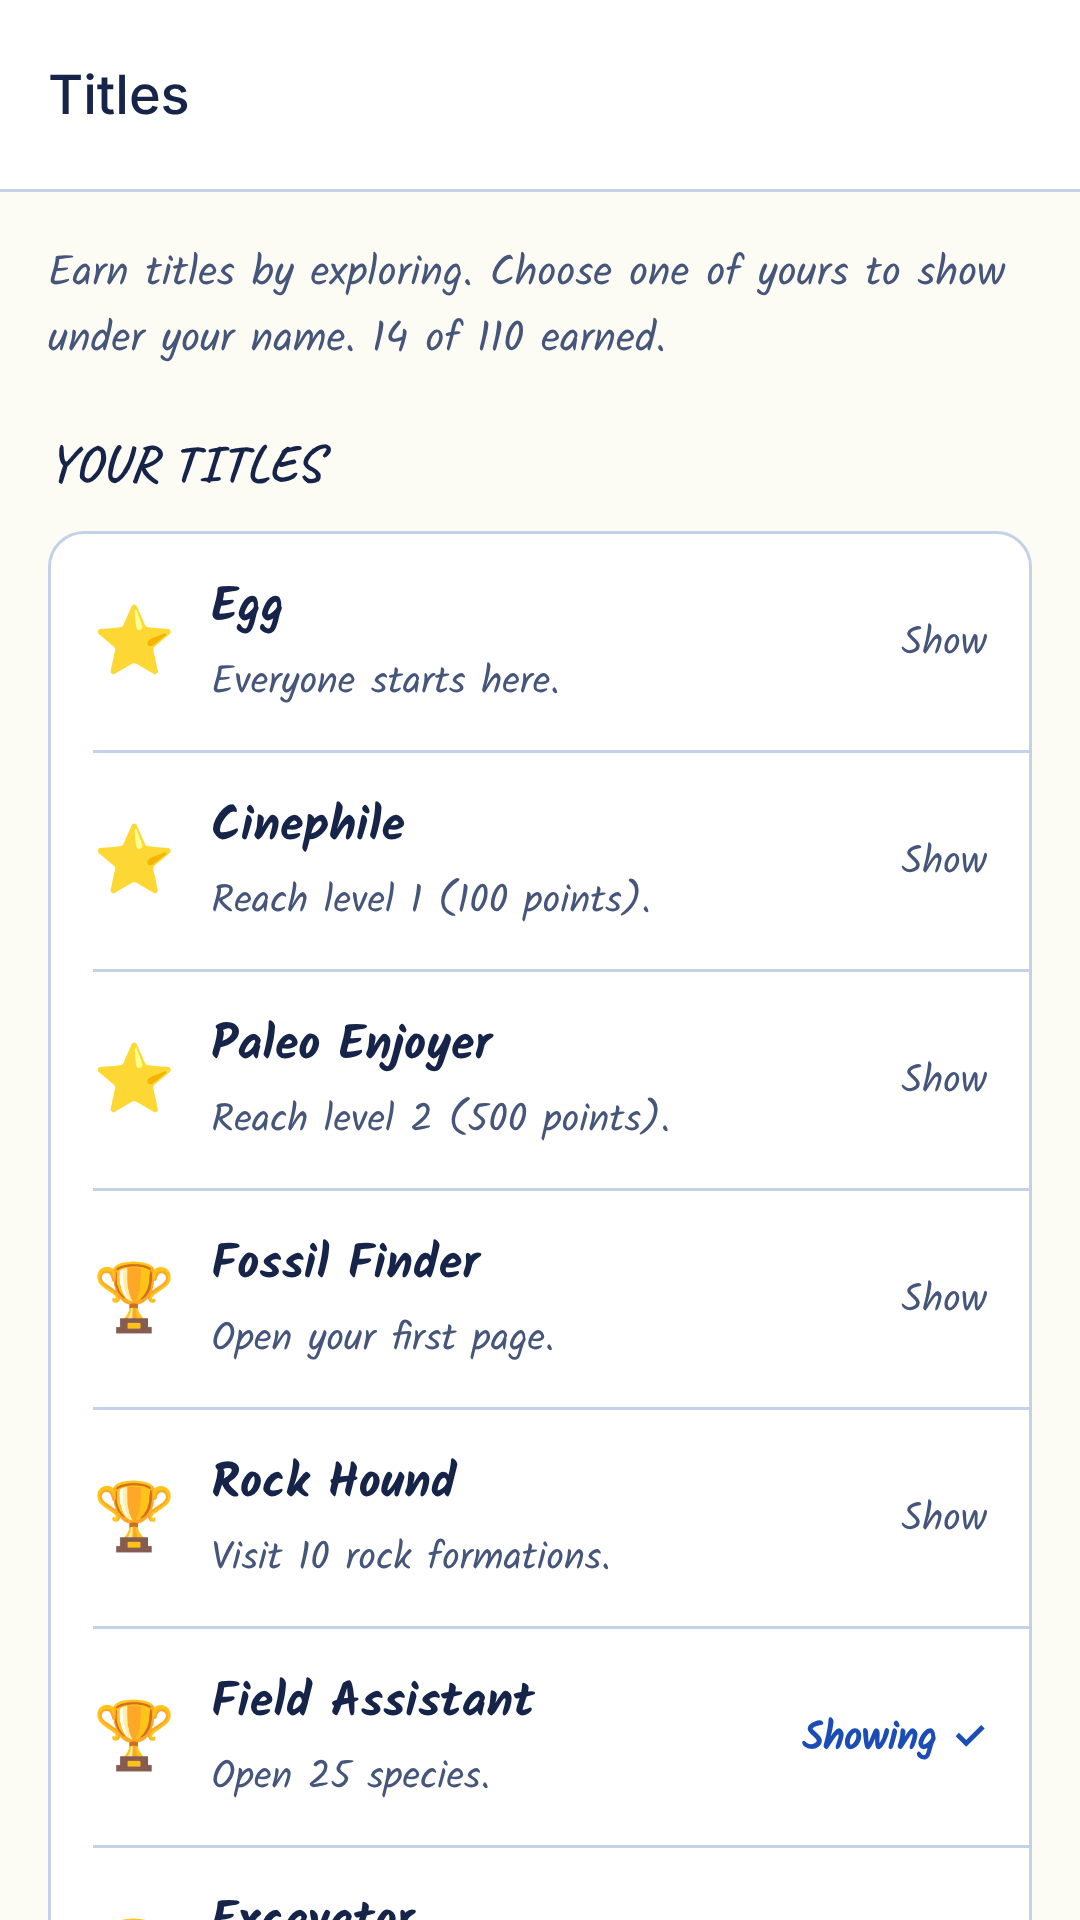 Titles
Earn titles by exploring. Choose one of yours to show
under your name. 14 of 110 earned.
YOUR TITLES
Egg
Everyone starts here.
Show
Cinephile
Reach level 1 (100 points).
Show
Paleo Enjoyer
Reach level 2 (500 points).
Show
Fossil Finder
Open your first page.
Show
Rock Hound
Visit 10 rock formations.
Show
Field Assistant
Open 25 species.
Showing ✓
Excavator